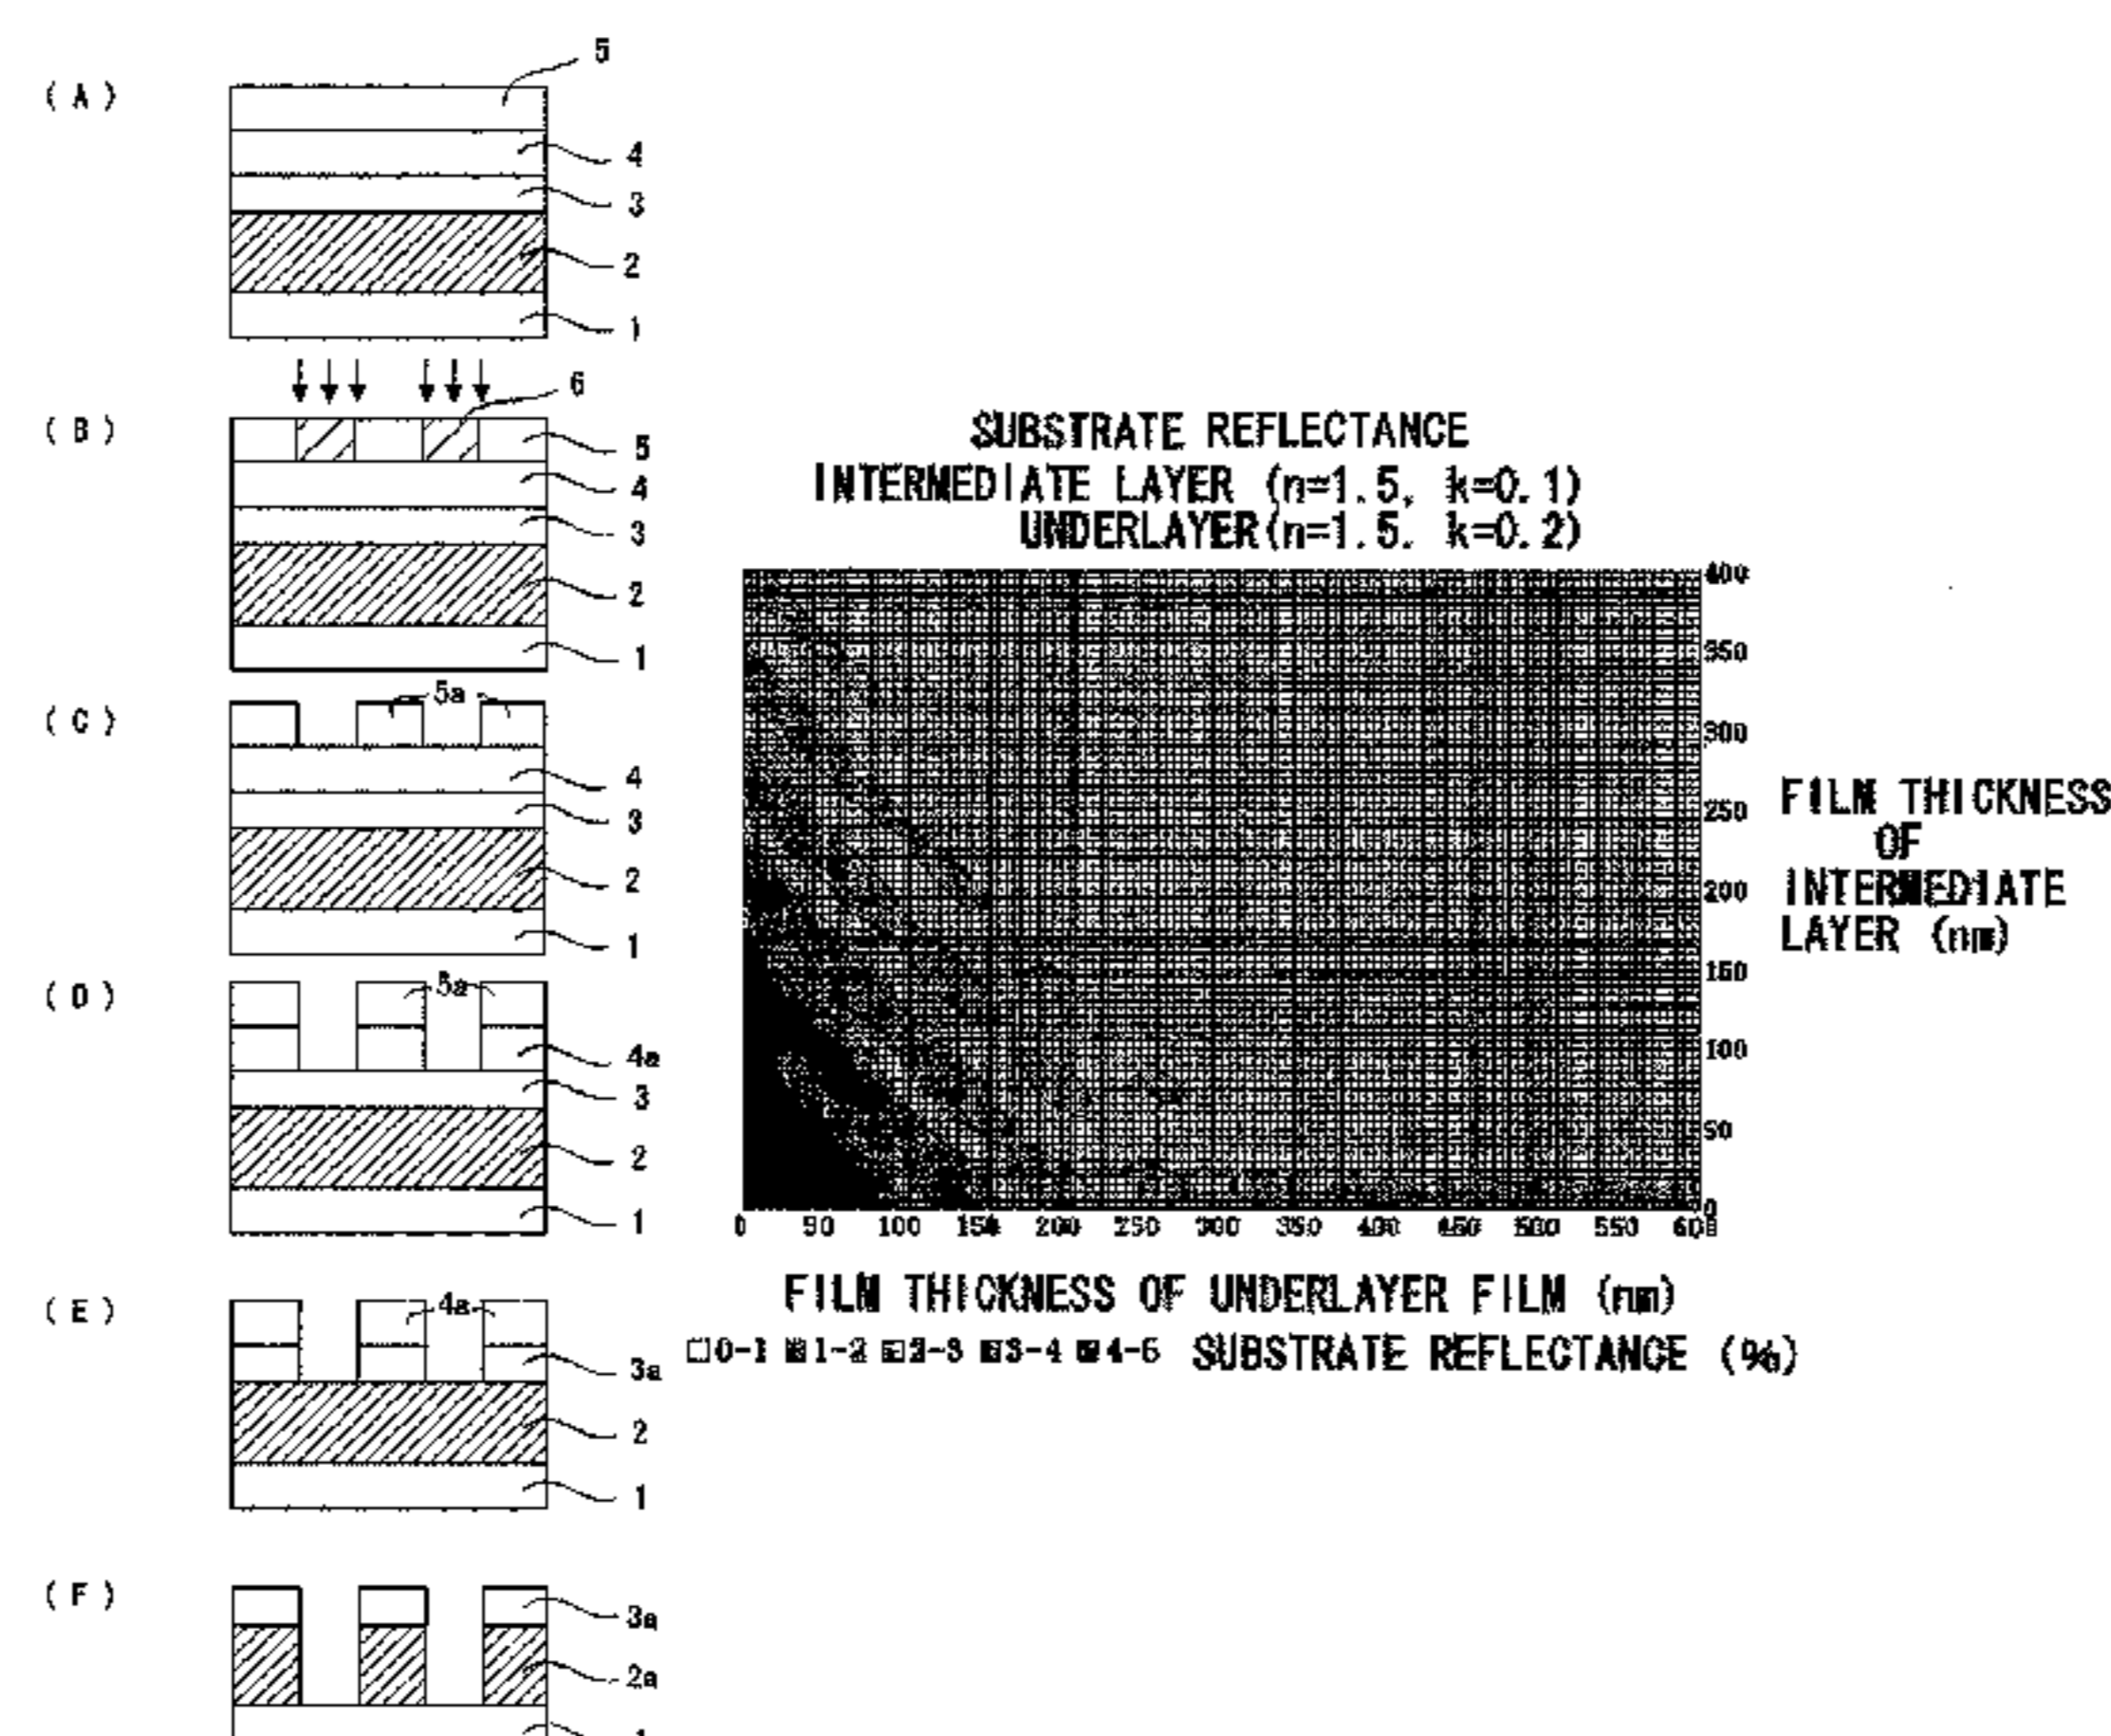 5
( A )
4
3
2
1
6
( B )
5
4
3
2
1
5a
( C )
4
3
2
1
( D )
5a
4a
3
2
1
( E )
4a
3a
2
1
( F )
3a
2a
1
SUBSTRATE REFLECTANCE
INTERMEDIATE LAYER (n=1.5, k=0.1)
UNDERLAYER(n=1.5. k=0.2)
400
350
300
250
200
150
100
50
0
0 50 100 150 200 250 300 350 400 450 500 550 600
FILM THICKNESS
OF
INTERMEDIATE
LAYER (nm)
FILM THICKNESS OF UNDERLAYER FILM (nm)
0-1 1-2 2-3 3-4 4-5 SUBSTRATE REFLECTANCE (%)